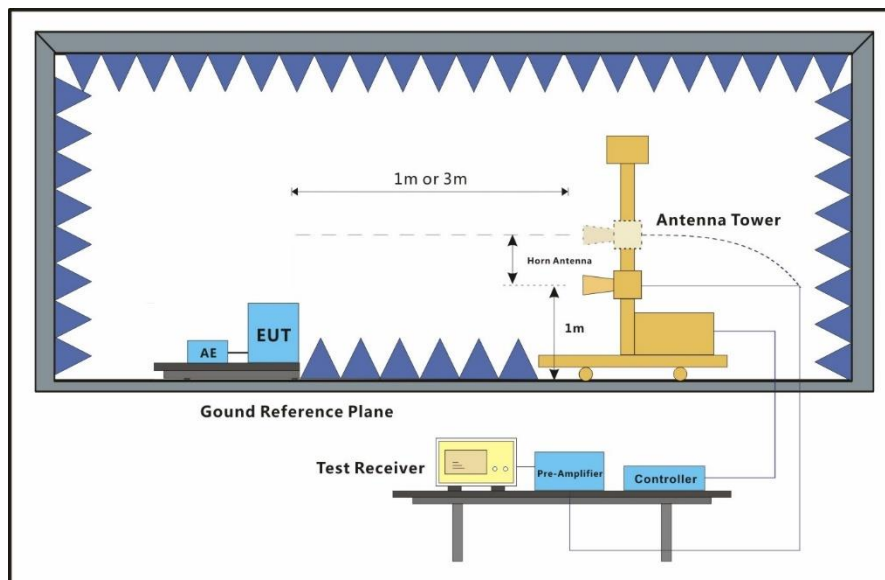 1m or 3m
Antenna Tower
Horn Antenna
1m
EUT
AE
Gound Reference Plane
Test Receiver
Pre-Amplifier
Controller